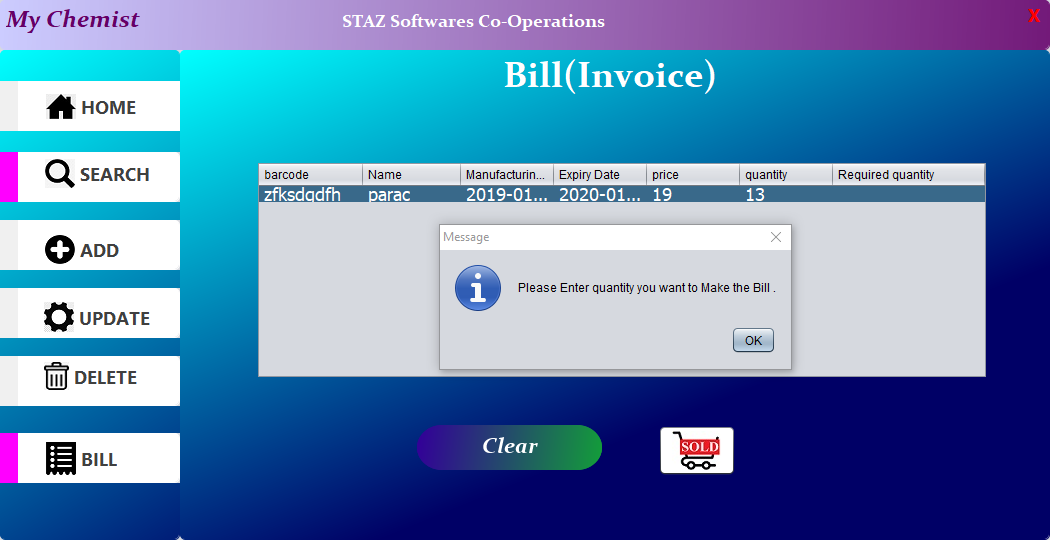 My Chemist
STAZ Softwares Co-Operations
X
HOME
SEARCH
ADD
UPDATE
DELETE
BILL
Bill(Invoice)
barcode Name Manufacturin... Expiry Date price quantity Required quantity
zfksdgdfh parac 2019-01... 2020-01... 19 13
Message
Please Enter quantity you want to Make the Bill .
OK
Clear
SOLD